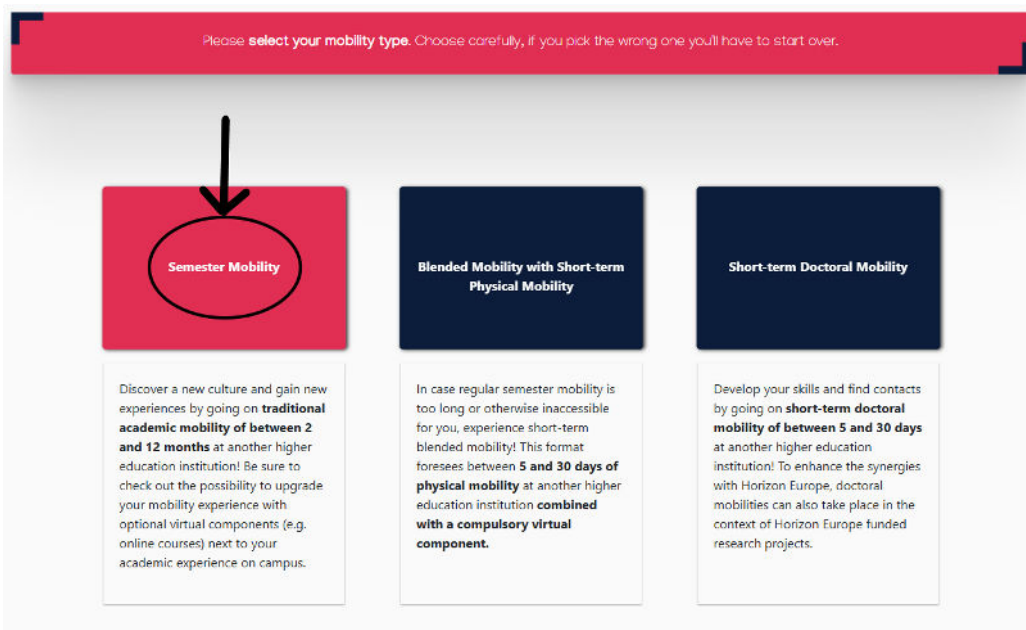 Please select your mobility type. Choose carefully, if you pick the wrong one you'll have to start over.
Semester Mobility
Blended Mobility with Short-term
Physical Mobility
Short-term Doctoral Mobility
Discover a new culture and gain new
experiences by going on traditional
academic mobility of between 2
and 12 months at another higher
education institution! Be sure to
check out the possibility to upgrade
your mobility experience with
optional virtual components (e.g.
online courses) next to your
academic experience on campus.
In case regular semester mobility is
too long or otherwise inaccessible
for you, experience short-term
blended mobility! This format
foresees between 5 and 30 days of
physical mobility at another higher
education institution combined
with a compulsory virtual
component.
Develop your skills and find contacts
by going on short-term doctoral
mobility of between 5 and 30 days
at another higher education
institution! To enhance the synergies
with Horizon Europe, doctoral
mobilities can also take place in the
context of Horizon Europe funded
research projects.